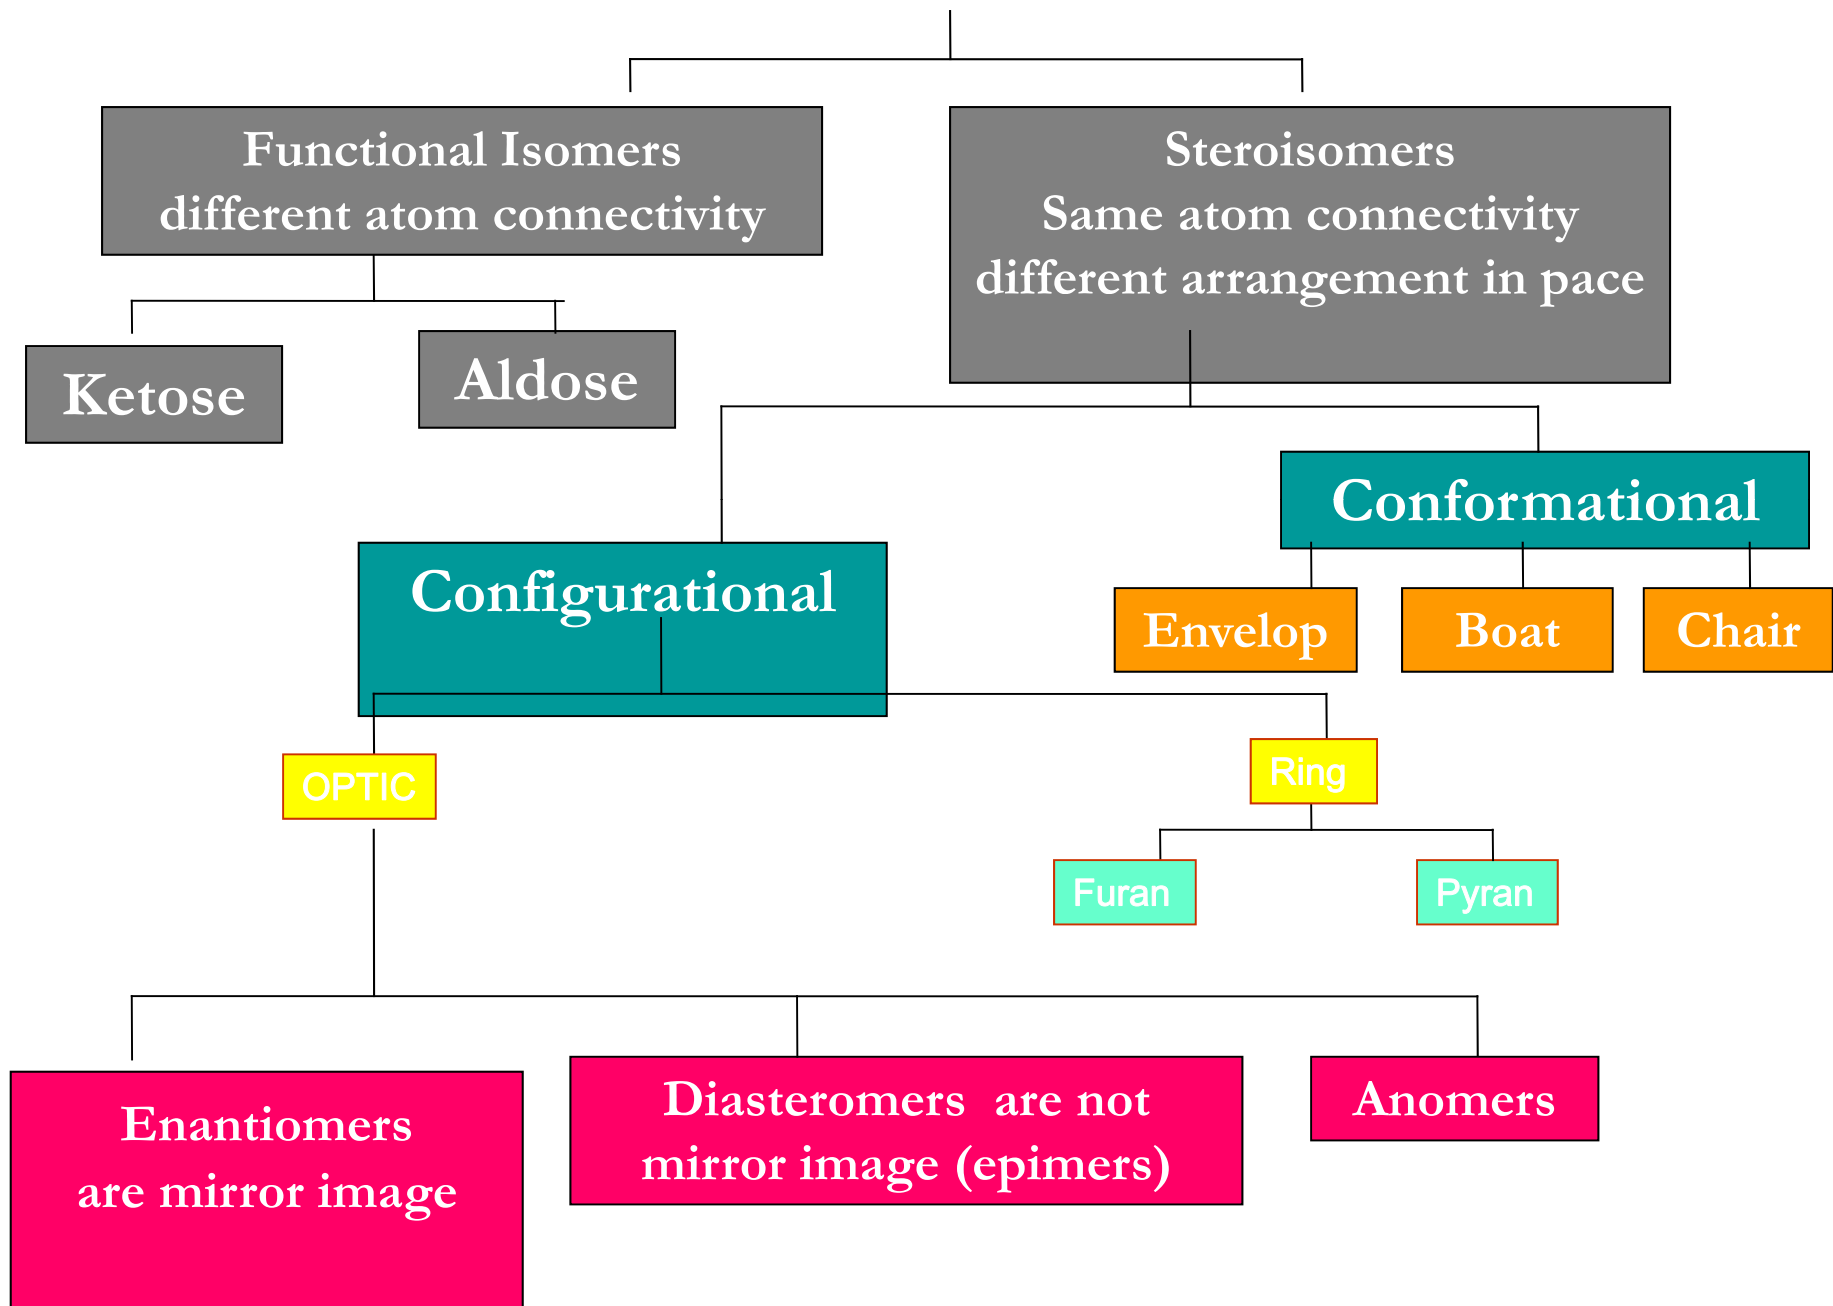 Functional Isomers
different atom connectivity
Steroisomers
Same atom connectivity
different arrangement in pace
Ketose
Aldose
Conformational
Configurational
Envelop
Boat
Chair
OPTIC
Ring
Furan
Pyran
Enantiomers
are mirror image
Diasteromers are not
mirror image (epimers)
Anomers